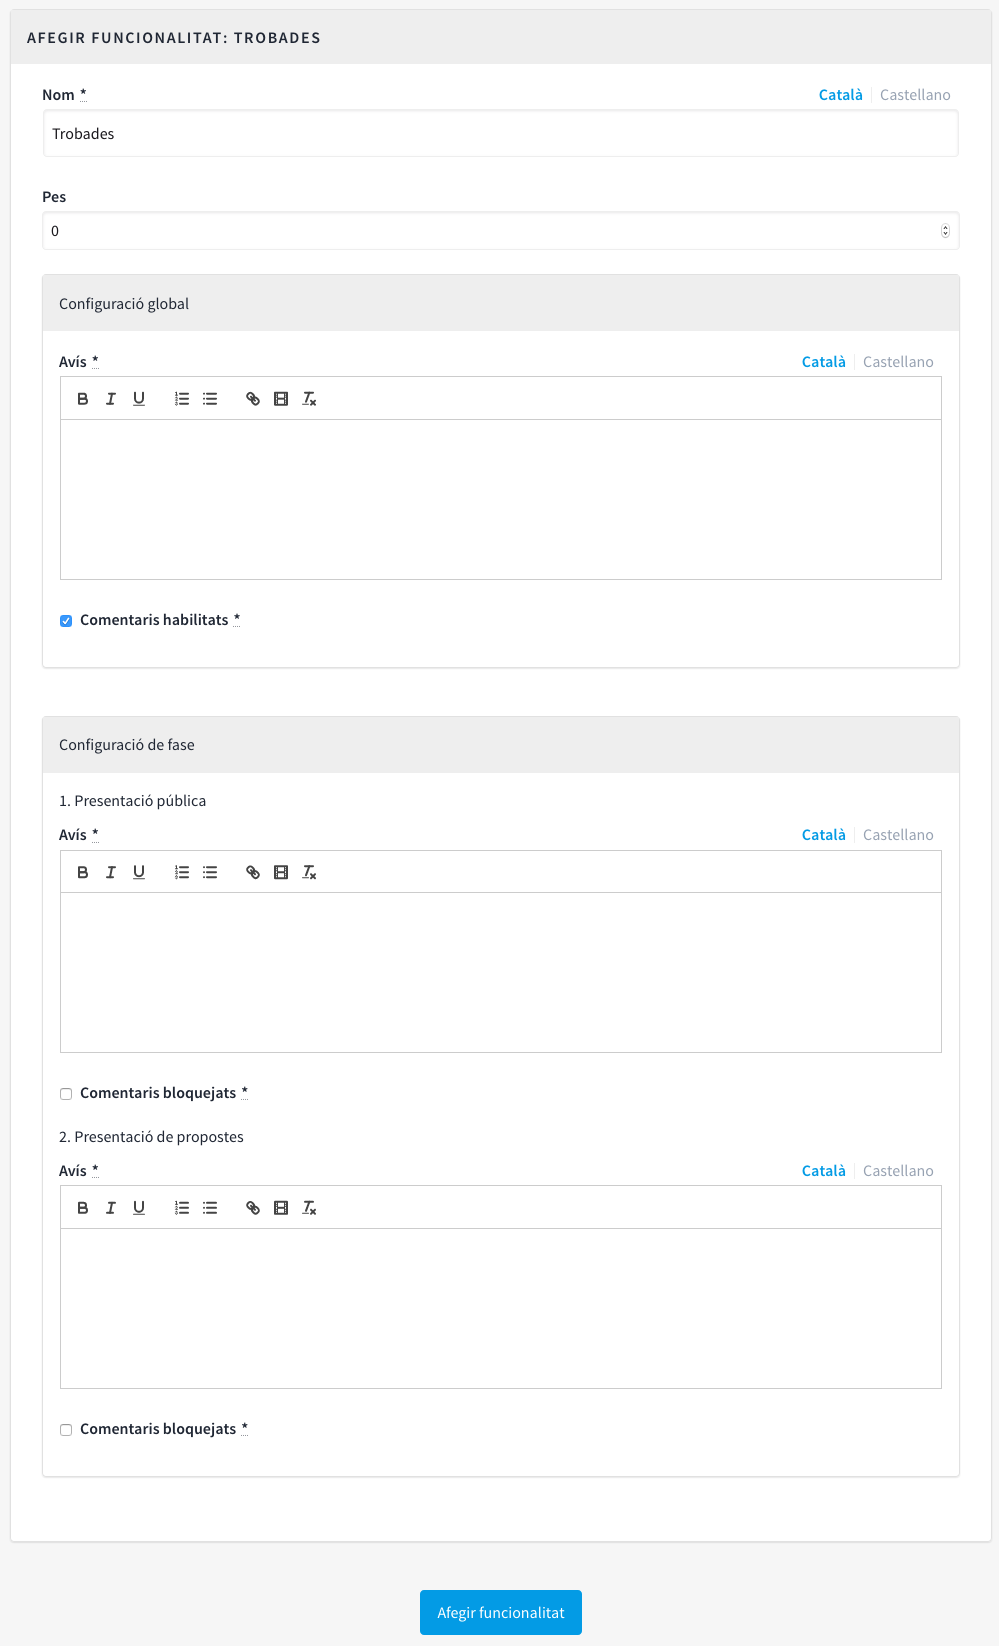 AFEGIR FUNCIONALITAT: TROBADES
Nom * Català Castellano
Trobades
Pes
0
Configuració global
Avís * Català Castellano
Comentaris habilitats *
Configuració de fase
1. Presentació pública
Avís * Català Castellano
Comentaris bloquejats *
2. Presentació de propostes
Avís * Català Castellano
Comentaris bloquejats *
Afegir funcionalitat